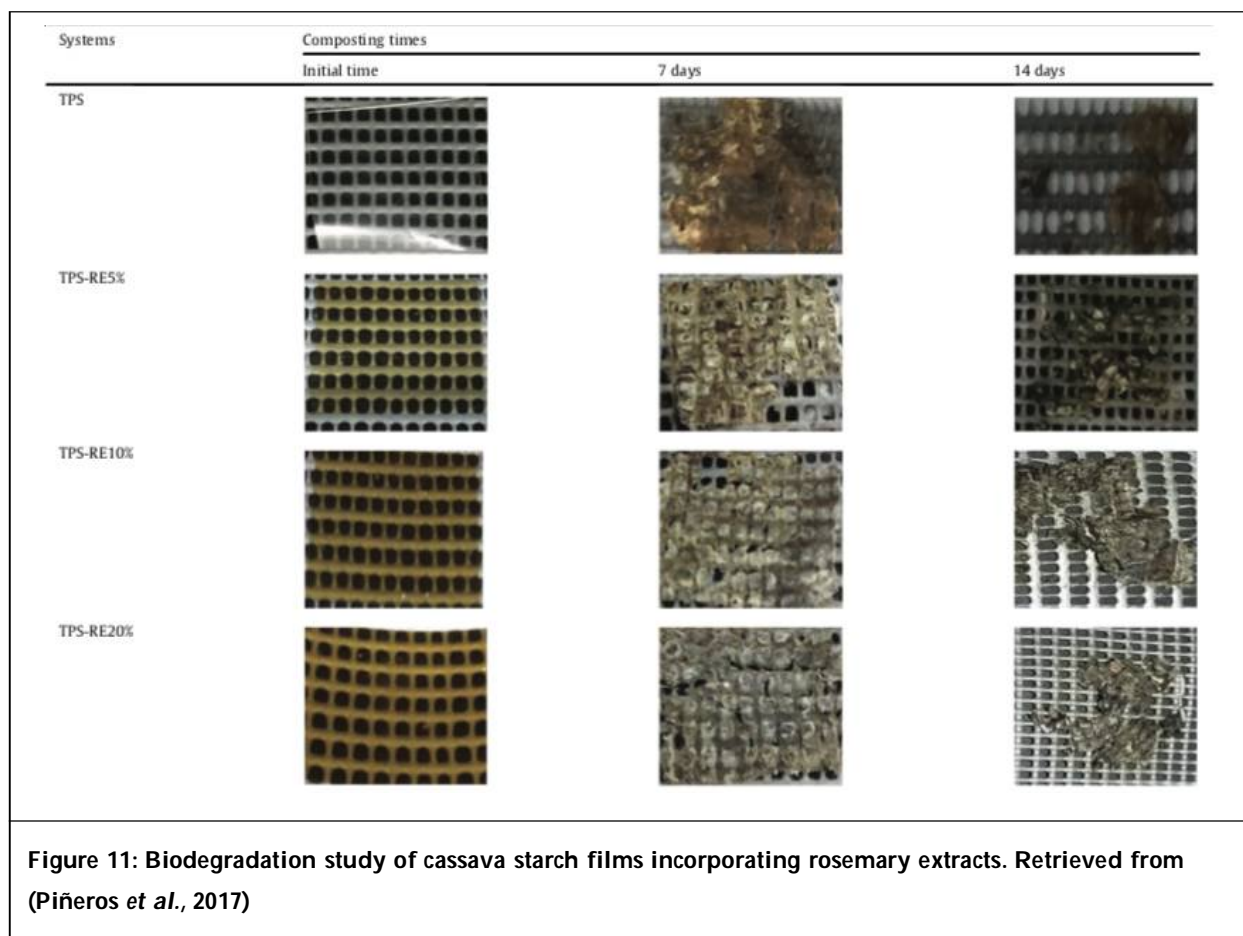 Systems Composting times
Initial time 7 days 14 days
TPS
TPS-RE5%
TPS-RE10%
TPS-RE20%
Figure 11: Biodegradation study of cassava starch films incorporating rosemary extracts. Retrieved from
(Piñeros et al., 2017)